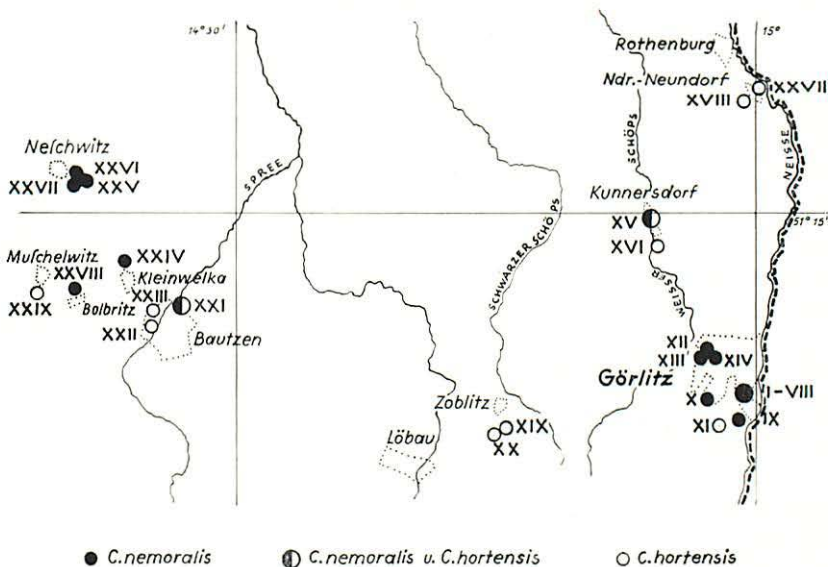 14°30'
15°
Rothenburg
Ndr.-Neundorf
XXVII
XVIII
Neſchwitz
XXVI
XXVII
XXV
SPREE
SCHÖPS
NEISSE
Kunnersdorf
XV
51°15'
XVI
Muſchelwitz
XXIV
XXVIII
Kleinwelka
XXIII
XXI
XXIX
Bolbritz
XXII
Bautzen
SCHWARZER SCHÖPS
WEISSER
XII
XIII
XIV
Görlitz
X
I-VIII
Zoblitz
XIX
XI
IX
XX
Löbau
C.nemoralis
C.nemoralis u. C.hortensis
C.hortensis